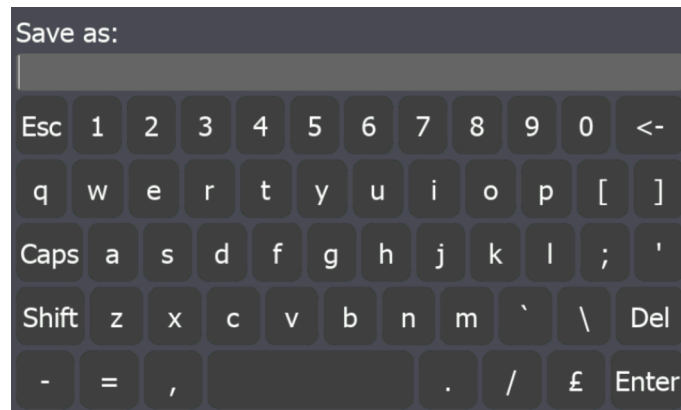 Save as:
Esc 1 2 3 4 5 6 7 8 9 0 <-
q w e r t y u i o p [ ]
Caps a s d f g h j k l ; '
Shift z x c v b n m ` \ Del
- = , . / £ Enter